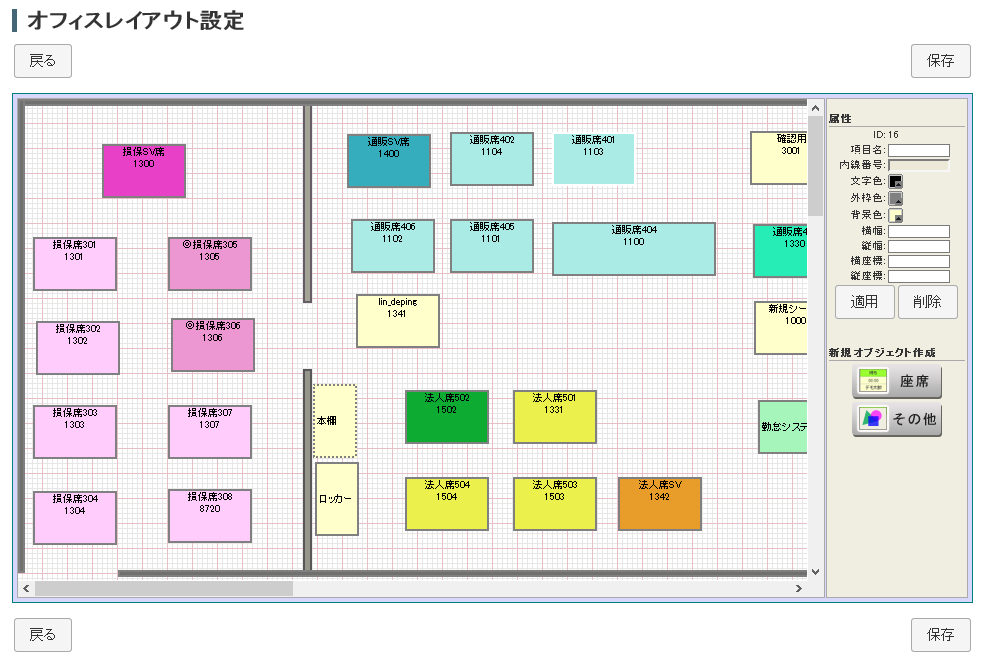 オフィスレイアウト設定
戻る
保存
損保SV席
1300
通販SV席
1400
通販席402
1104
通販席401
1103
確認用
3001
損保席301
1301
◎損保席305
1305
通販席406
1102
通販席405
1101
通販席404
1100
通販席4
1330
lin_deping
1341
新規シー
1000
損保席302
1302
◎損保席306
1306
本棚
法人席502
1502
法人席501
1331
勤怠システ
損保席303
1303
損保席307
1307
ロッカー
法人席504
1504
法人席503
1503
法人席SV
1342
損保席304
1304
損保席308
8720
属性
ID: 16
項目名:
内線番号:
文字色:
外枠色:
背景色:
横幅:
縦幅:
横座標:
縦座標:
適用
削除
新規オブジェクト作成
座席
その他
戻る
保存